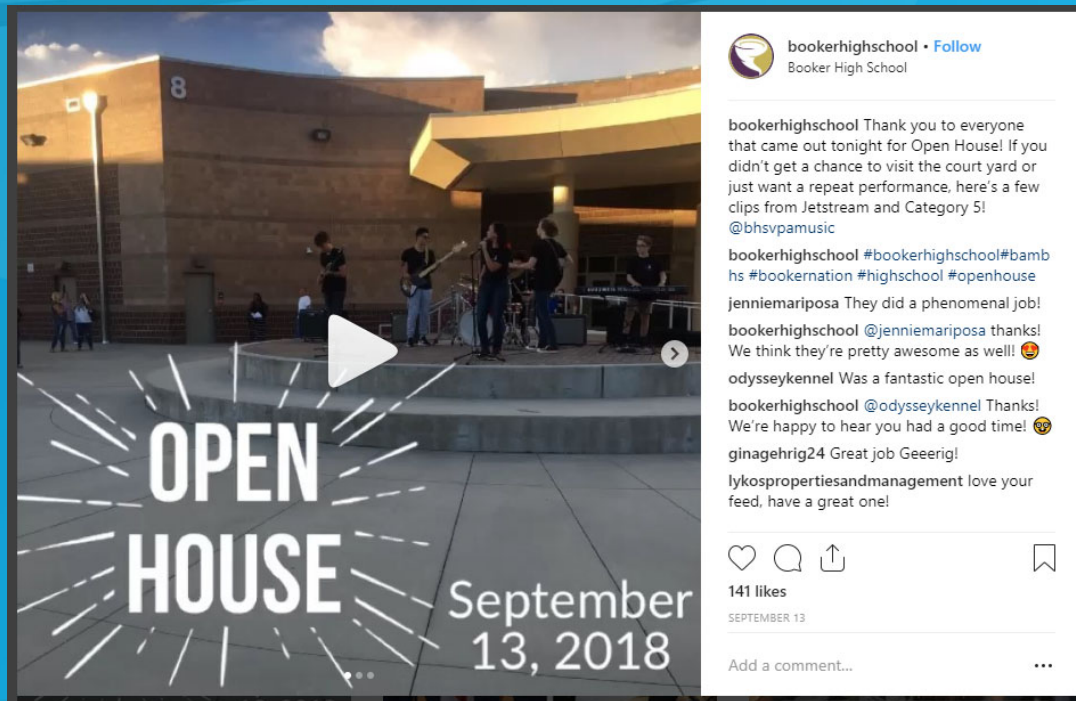 8
OPEN
HOUSE
September
13, 2018
bookerhighschool • Follow
Booker High School
bookerhighschool Thank you to everyone
that came out tonight for Open House! If you
didn't get a chance to visit the court yard or
just want a repeat performance, here's a few
clips from Jetstream and Category 5!
@bhsvpamusic
bookerhighschool #bookerhighschool#bamb
hs #bookernation #highschool #openhouse
jenniemariposa They did a phenomenal job!
bookerhighschool @jenniemariposa thanks!
We think they're pretty awesome as well! 🤩
odysseykennel Was a fantastic open house!
bookerhighschool @odysseykennel Thanks!
We're happy to hear you had a good time! 🤓
ginagehrig24 Great job Geeerig!
lykospropertiesandmanagement love your
feed, have a great one!
141 likes
SEPTEMBER 13
Add a comment...